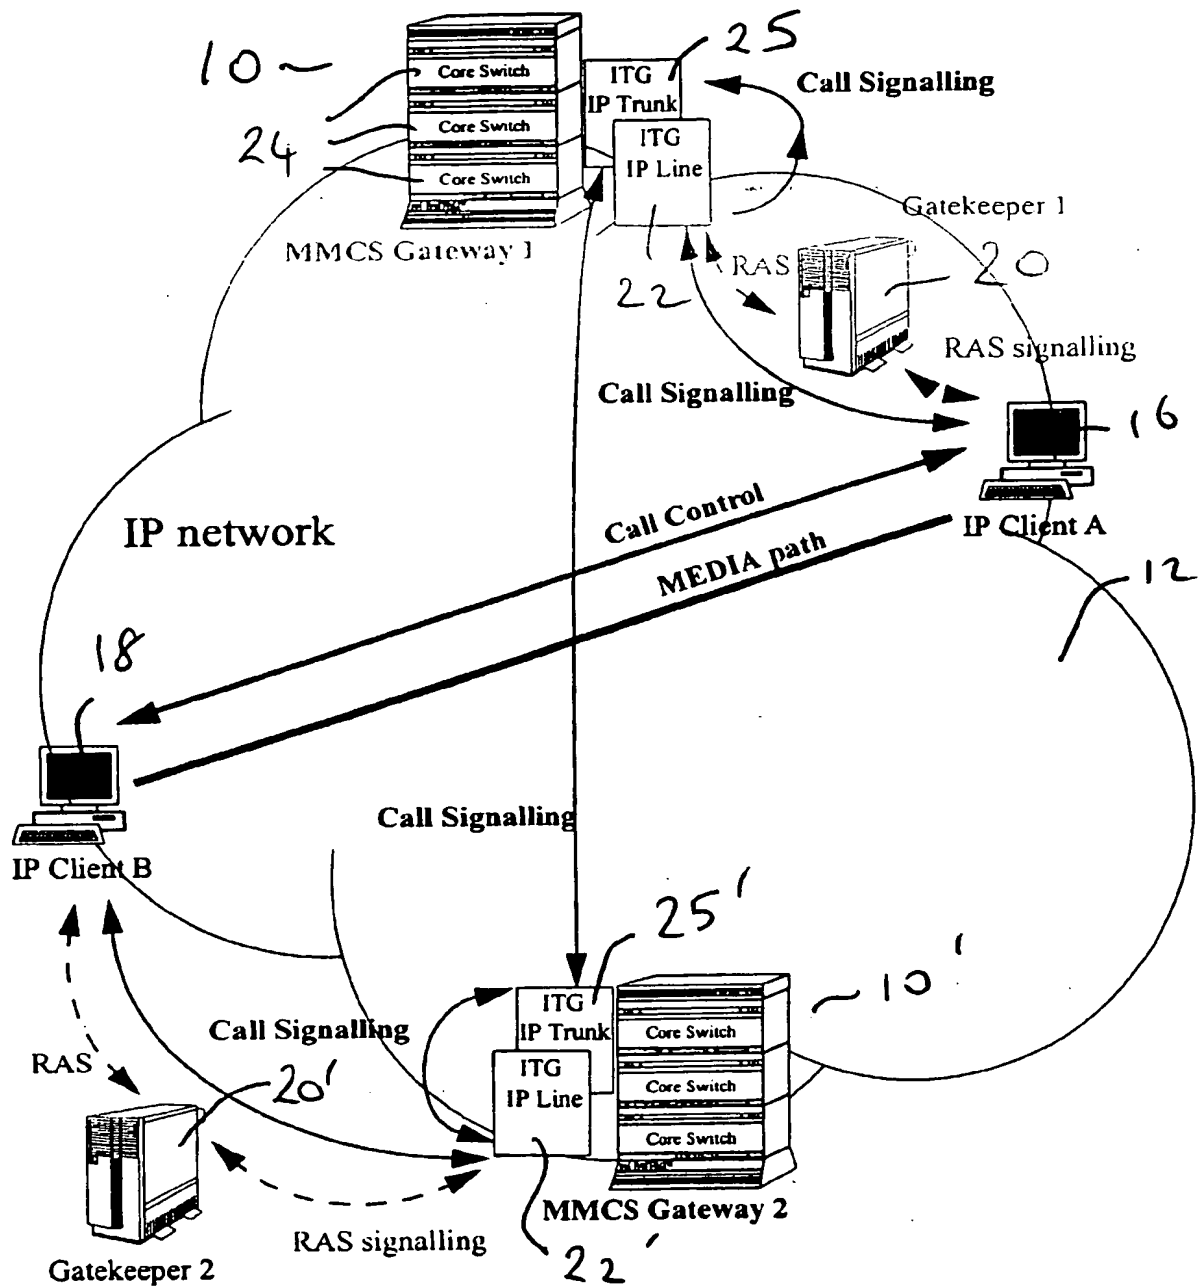 10
25
Core Switch
ITG
IP Trunk
Call Signalling
24
Core Switch
ITG
IP Line
Core Switch
MMCS Gateway 1
Gatekeeper 1
22
RAS
20
RAS signalling
Call Signalling
16
IP network
Call Control
IP Client A
MEDIA path
12
18
Call Signalling
IP Client B
25'
10'
ITG
IP Trunk
Core Switch
Call Signalling
RAS
20'
ITG
IP Line
Core Switch
Core Switch
MMCS Gateway 2
RAS signalling
22'
Gatekeeper 2